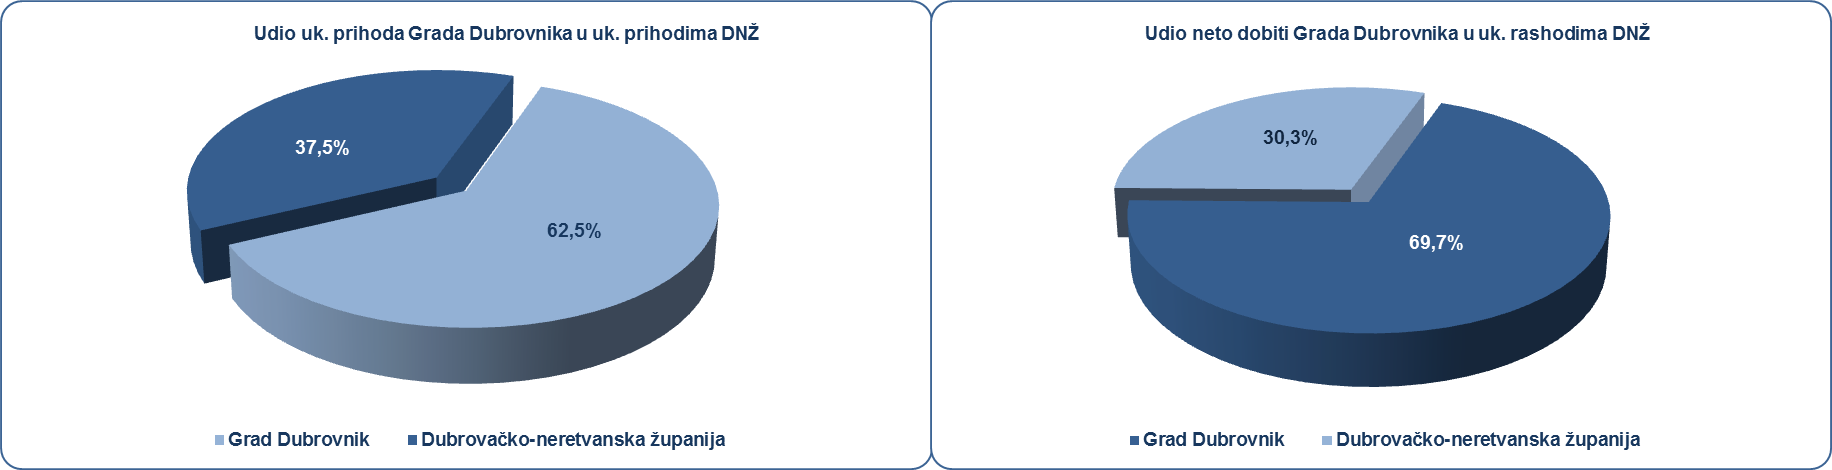 Udio uk. prihoda Grada Dubrovnika u uk. prihodima DNŽ
37,5%
62,5%
Grad Dubrovnik
Dubrovačko-neretvanska županija
Udio neto dobiti Grada Dubrovnika u uk. rashodima DNŽ
30,3%
69,7%
Grad Dubrovnik
Dubrovačko-neretvanska županija